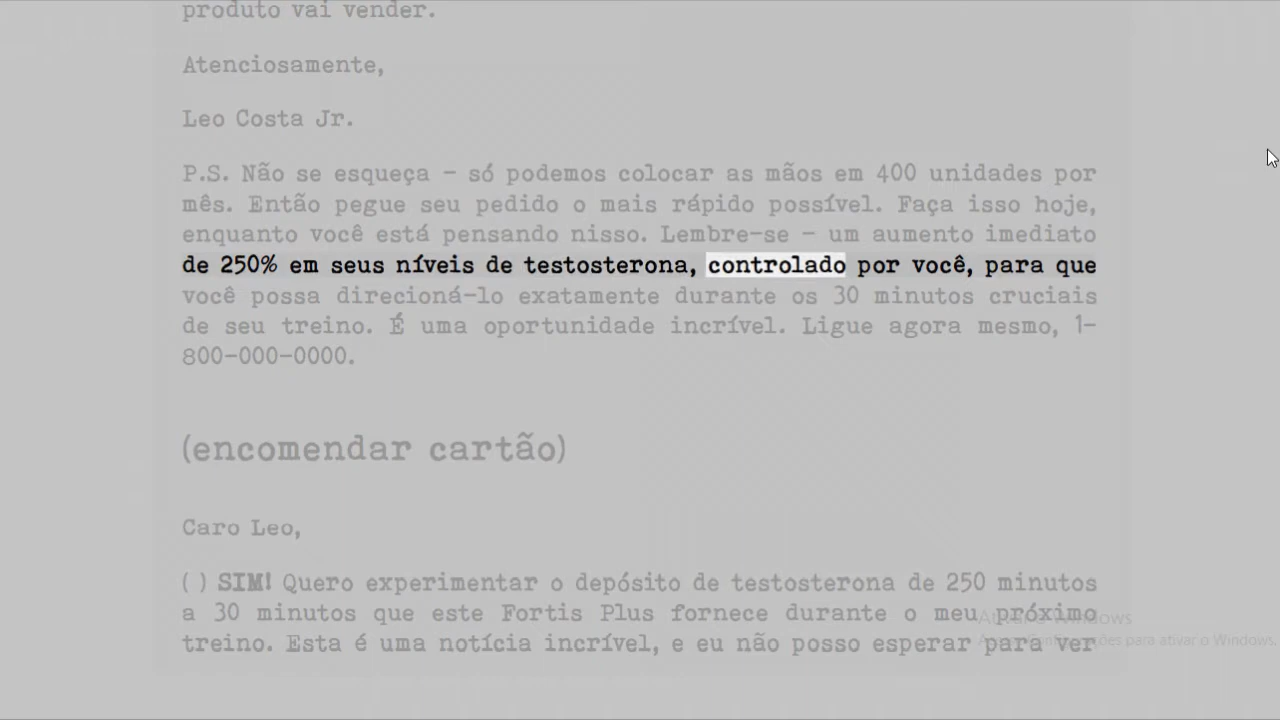 produto vai vender.
Atenciosamente,
Leo Costa Jr.
P.S. Não se esqueça - só podemos colocar as mãos em 400 unidades por
mês. Então pegue seu pedido o mais rápido possível. Faça isso hoje,
enquanto você está pensando nisso. Lembre-se - um aumento imediato
de 250% em seus níveis de testosterona, controlado por você, para que
você possa direcioná-lo exatamente durante os 30 minutos cruciais
de seu treino. É uma oportunidade incrível. Ligue agora mesmo, 1-
800-000-0000.
(encomendar cartão)
Caro Leo,
( ) SIM! Quero experimentar o depósito de testosterona de 250 minutos
a 30 minutos que este Fortis Plus fornece durante o meu próximo
treino. Esta é uma notícia incrível, e eu não posso esperar para ver